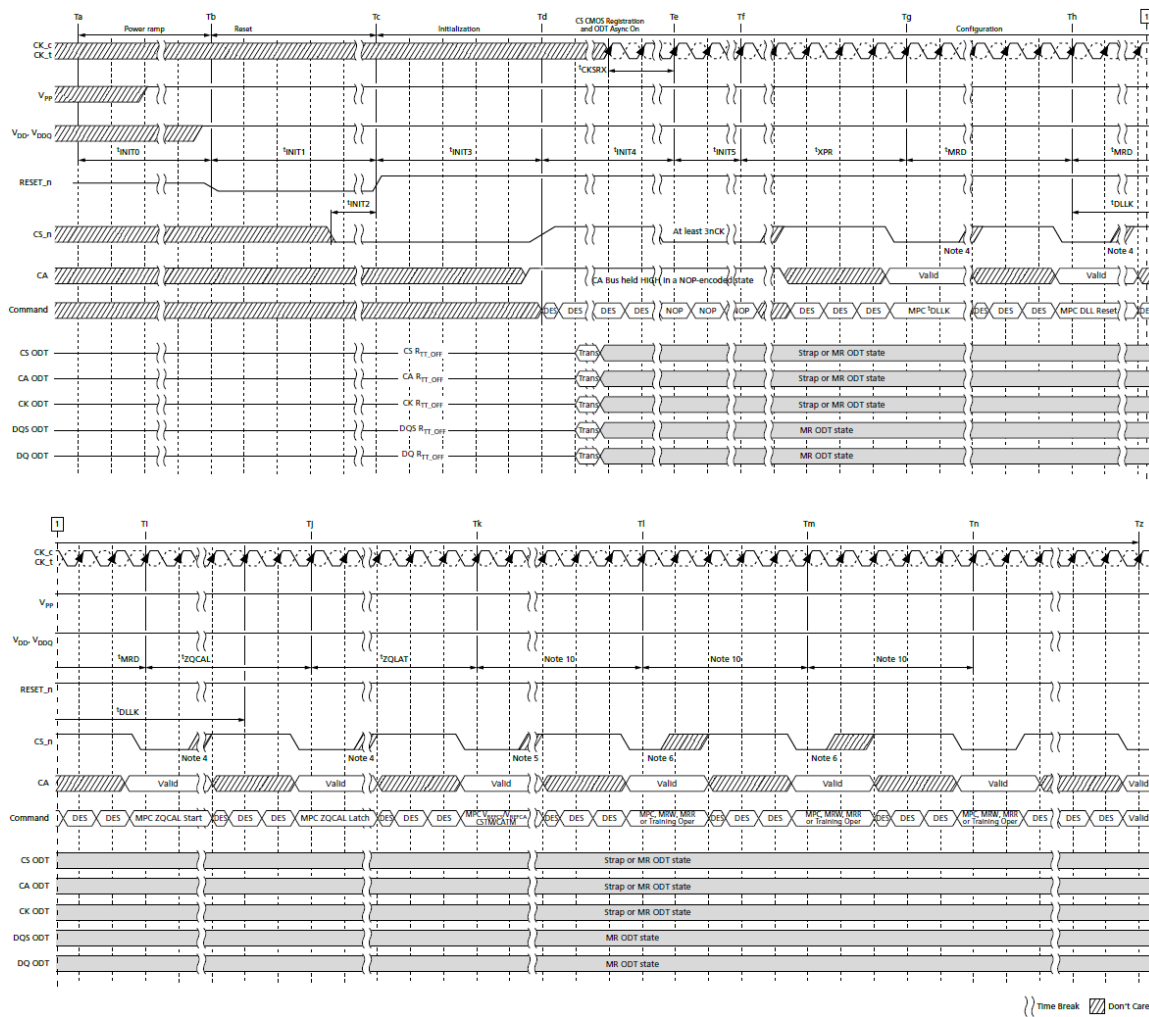 Ta Tb Tc Td Te Tf Tg Th 1
Power ramp Reset Initialization CS CMOS Registration and ODT Async On Configuration
CK_c
CK_t
tCKSRX
VPP
VDD, VDDQ
tINIT0 tINIT1 tINIT3 tINIT4 tINIT5 tXPR tMRD tMRD
RESET_n
tINIT2 tDLLK
CS_n At least 3nCK
Note 4 Note 4
CA CA Bus held HIGH in a NOP-encoded state Valid Valid
Command DES DES DES DES NOP NOP NOP DES DES DES MPC tDLLK DES DES DES MPC DLL Reset DE
CS ODT CS RTT_OFF Trans Strap or MR ODT state
CA ODT CA RTT_OFF Trans Strap or MR ODT state
CK ODT CK RTT_OFF Trans Strap or MR ODT state
DQS ODT DQS RTT_OFF Trans MR ODT state
DQ ODT DQ RTT_OFF Trans MR ODT state
1 Ti Tj Tk Tl Tm Tn Tz
CK_c
CK_t
VPP
VDD, VDDQ
tMRD tZQCAL tZQLAT Note 10 Note 10 Note 10
RESET_n
tDLLK
CS_n
Note 4 Note 4 Note 5 Note 6 Note 6
CA Valid Valid Valid Valid Valid Valid Valid
Command DES DES MPC ZQCAL Start DES DES DES MPC ZQCAL Latch DES DES DES MPC VREFCS/VREFCA CSTM/CATM DES DES DES MPC, MRW, MRR or Training Oper DES DES DES MPC, MRW, MRR or Training Oper DES DES DES MPC, MRW, MRR or Training Oper DES DES DES Valid
CS ODT Strap or MR ODT state
CA ODT Strap or MR ODT state
CK ODT Strap or MR ODT state
DQS ODT MR ODT state
DQ ODT MR ODT state
Time Break Don't Care